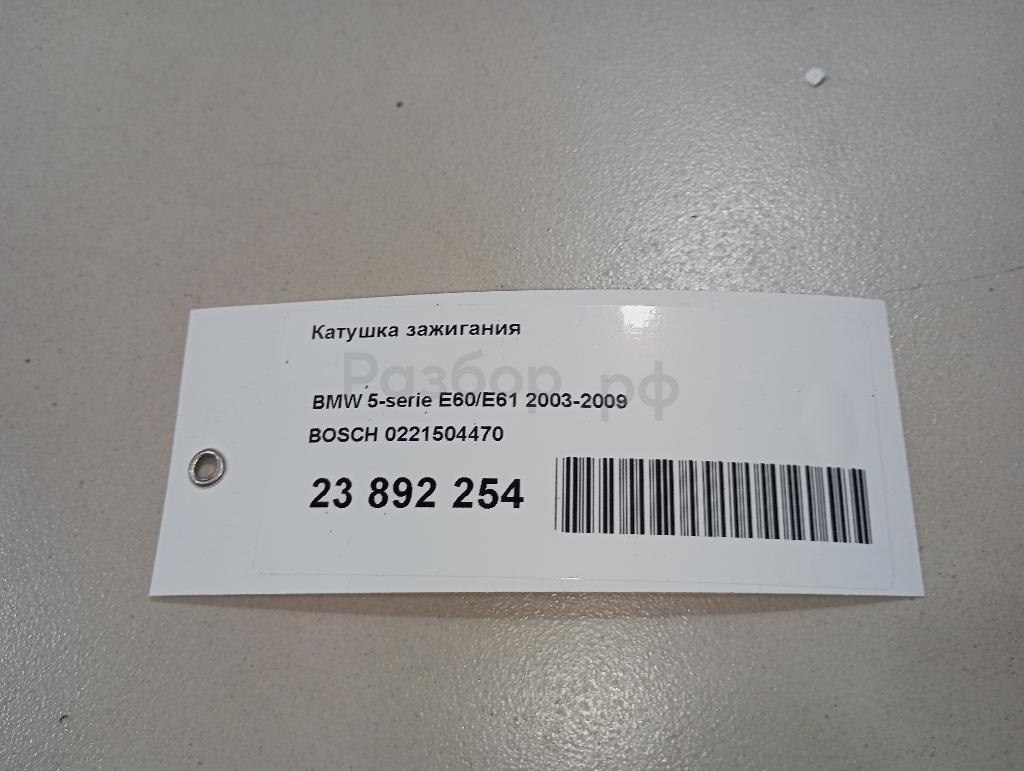 Катушка зажигания
Разбор.рф
BMW 5-serie E60/E61 2003-2009
BOSCH 0221504470
23 892 254